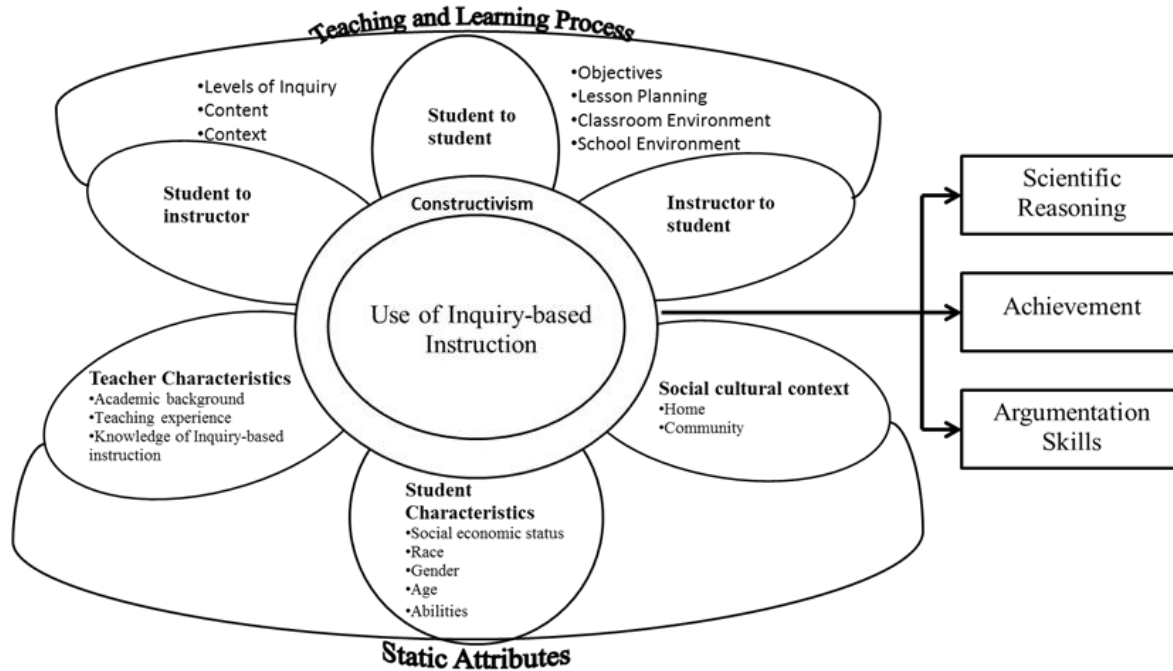 Teaching and Learning Process
•Levels of Inquiry
•Content
•Context
Student to
student
•Objectives
•Lesson Planning
•Classroom Environment
•School Environment
Student to
instructor
Constructivism
Instructor to
student
Use of Inquiry-based
Instruction
Teacher Characteristics
•Academic background
•Teaching experience
•Knowledge of Inquiry-based
instruction
Social cultural context
•Home
•Community
Student
Characteristics
•Social economic status
•Race
•Gender
•Age
•Abilities
Static Attributes
Scientific
Reasoning
Achievement
Argumentation
Skills